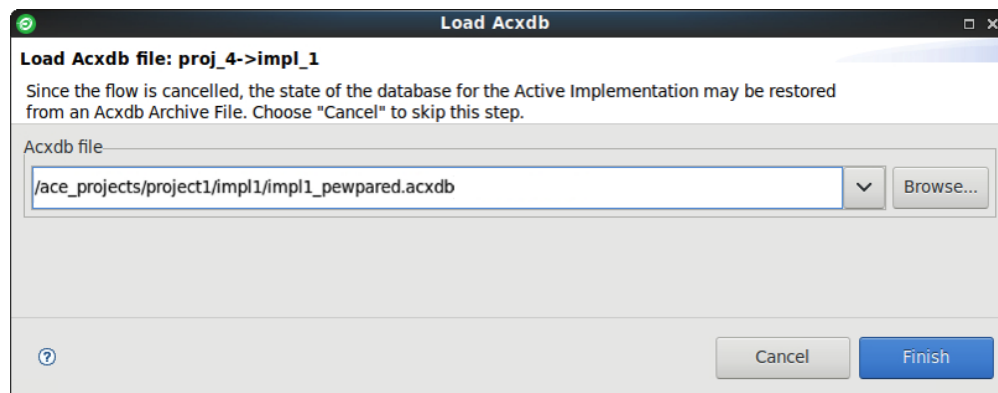 Load Acxdb
Load Acxdb file: proj_4->impl_1
Since the flow is cancelled, the state of the database for the Active Implementation may be restored
from an Acxdb Archive File. Choose "Cancel" to skip this step.
Acxdb file
/ace_projects/project1/impl1/impl1_pewpared.acxdb
Browse...
Cancel
Finish